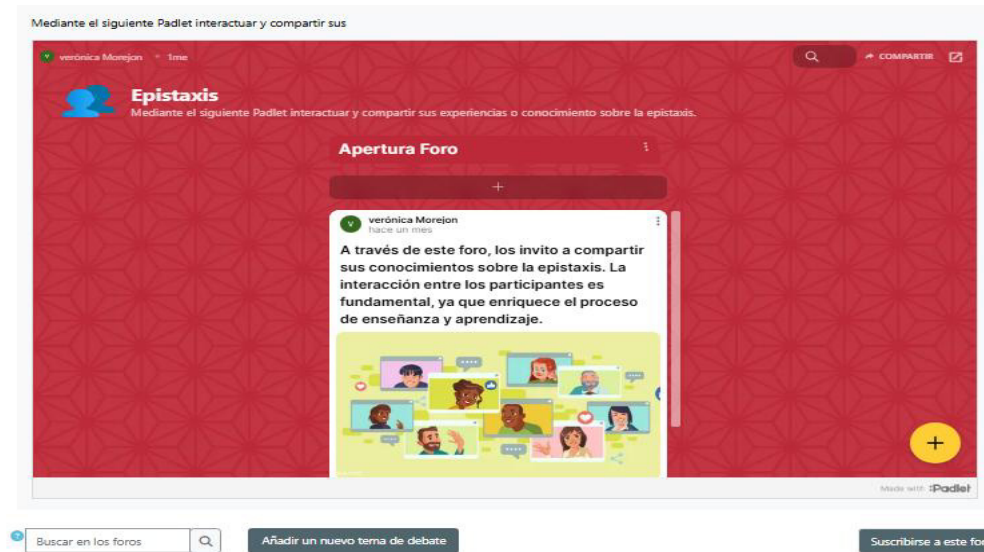 Mediante el siguiente Padlet interactuar y compartir sus
V verónica Morejon • 1me
COMPARTIR
Epistaxis
Mediante el siguiente Padlet interactuar y compartir sus experiencias o conocimiento sobre la epistaxis.
Apertura Foro
+
V verónica Morejon
hace un mes
A través de este foro, los invito a compartir
sus conocimientos sobre la epistaxis. La
interacción entre los participantes es
fundamental, ya que enriquece el proceso
de enseñanza y aprendizaje.
+
Made with :Padlet
? Buscar en los foros
Añadir un nuevo tema de debate
Suscribirse a este for